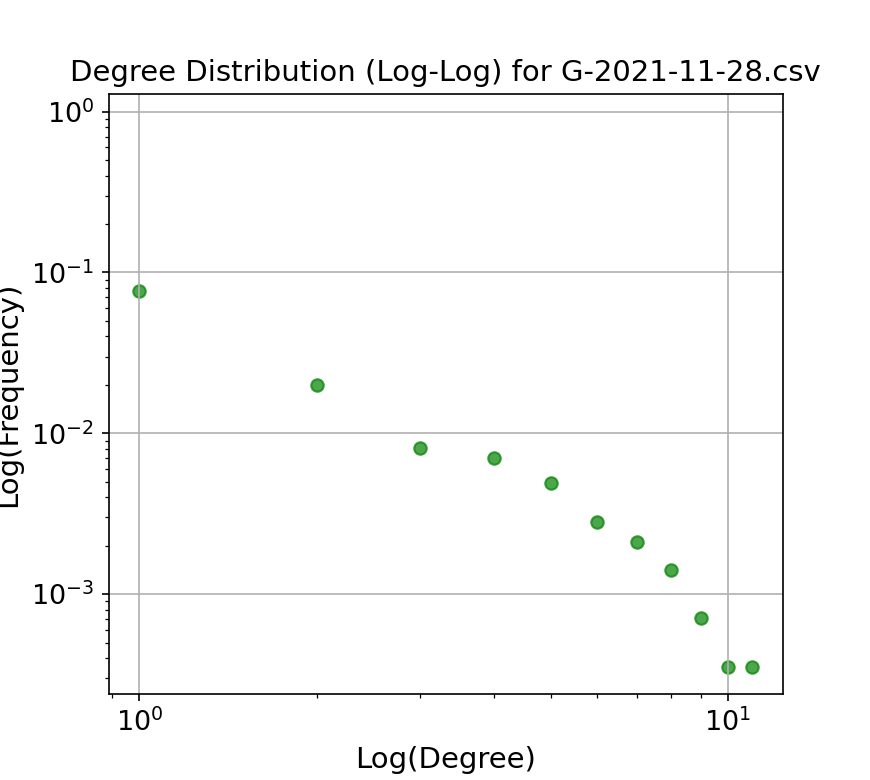 Degree Distribution (Log-Log) for G-2021-11-28.csv
10⁰
10⁻¹
10⁻²
10⁻³
Log(Frequency)
10⁰ 10¹
Log(Degree)